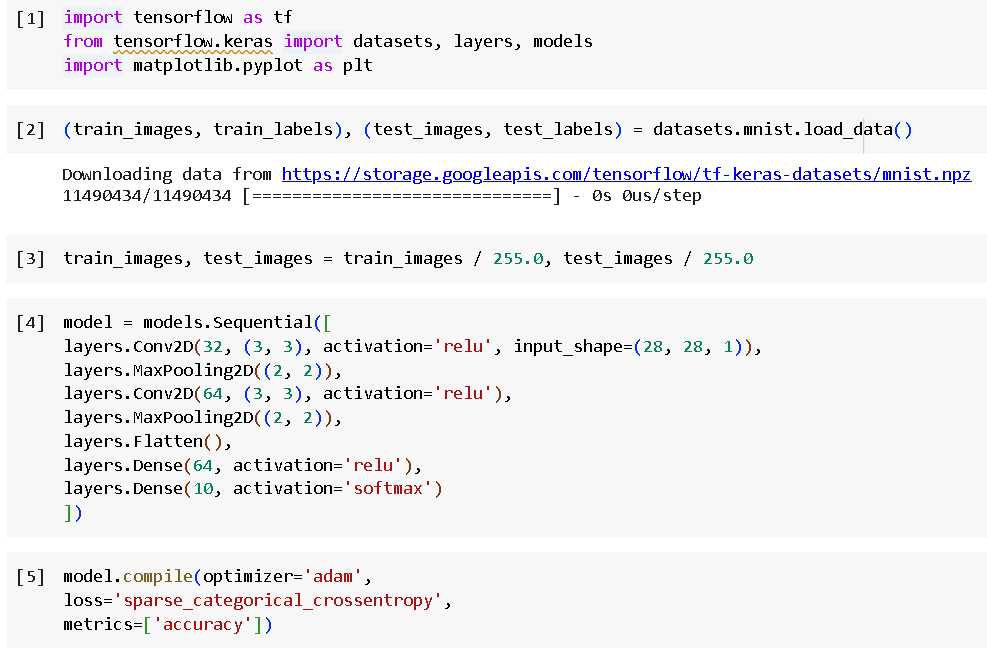 [1] import tensorflow as tf
from tensorflow.keras import datasets, layers, models
import matplotlib.pyplot as plt
[2] (train_images, train_labels), (test_images, test_labels) = datasets.mnist.load_data()
Downloading data from https://storage.googleapis.com/tensorflow/tf-keras-datasets/mnist.npz
11490434/11490434 [==============================] - 0s 0us/step
[3] train_images, test_images = train_images / 255.0, test_images / 255.0
[4] model = models.Sequential([
layers.Conv2D(32, (3, 3), activation='relu', input_shape=(28, 28, 1)),
layers.MaxPooling2D((2, 2)),
layers.Conv2D(64, (3, 3), activation='relu'),
layers.MaxPooling2D((2, 2)),
layers.Flatten(),
layers.Dense(64, activation='relu'),
layers.Dense(10, activation='softmax')
])
[5] model.compile(optimizer='adam',
loss='sparse_categorical_crossentropy',
metrics=['accuracy'])